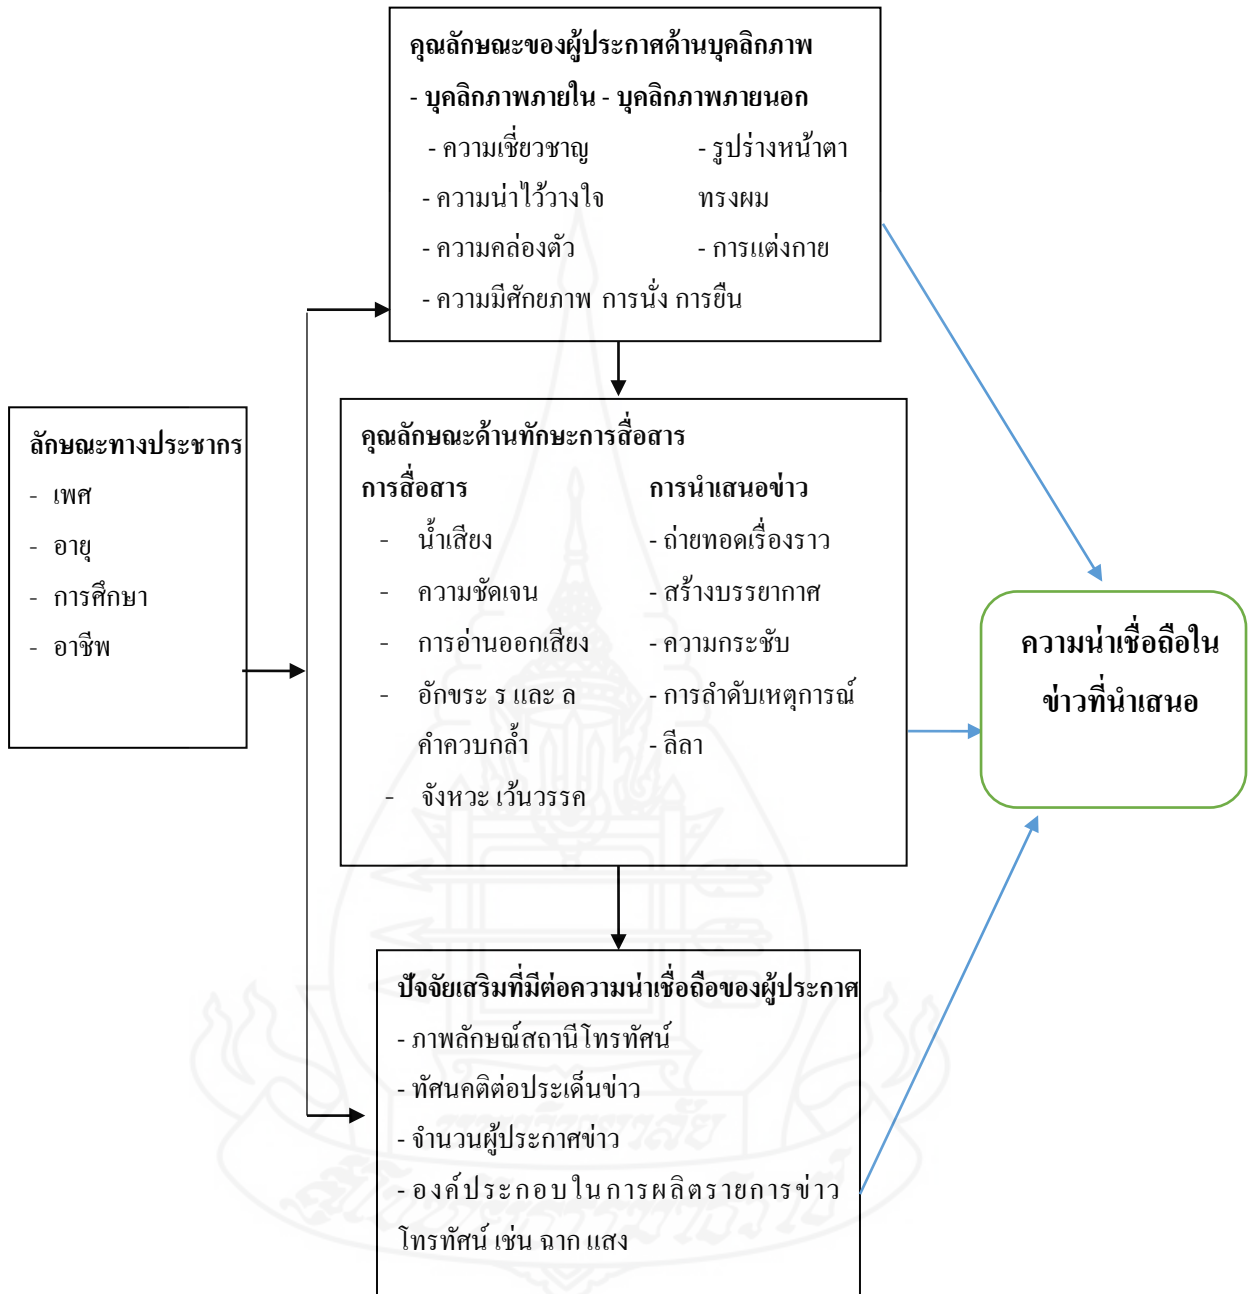 คุณลักษณะของผู้ประกาศด้านบุคลิกภาพ
- บุคลิกภาพภายใน - บุคลิกภาพภายนอก
- ความเชี่ยวชาญ - รูปร่างหน้าตา
- ความน่าไว้วางใจ ทรงผม
- ความคล่องตัว - การแต่งกาย
- ความมีศักยภาพ การนั่ง การยืน
ลักษณะทางประชากร
- เพศ
- อายุ
- การศึกษา
- อาชีพ
คุณลักษณะด้านทักษะการสื่อสาร
การสื่อสาร การนำเสนอข่าว
- น้ำเสียง - ถ่ายทอดเรื่องราว
- ความชัดเจน - สร้างบรรยากาศ
- การอ่านออกเสียง - ความกระชับ
- อักขระ ร และ ล - การลำดับเหตุการณ์
คำควบกล้ำ - ลีลา
- จังหวะ เว้นวรรค
ความน่าเชื่อถือใน
ข่าวที่นำเสนอ
ปัจจัยเสริมที่มีต่อความน่าเชื่อถือของผู้ประกาศ
- ภาพลักษณ์สถานีโทรทัศน์
- ทัศนคติต่อประเด็นข่าว
- จำนวนผู้ประกาศข่าว
- องค์ประกอบในการผลิตรายการข่าว
โทรทัศน์ เช่น ฉาก แสง